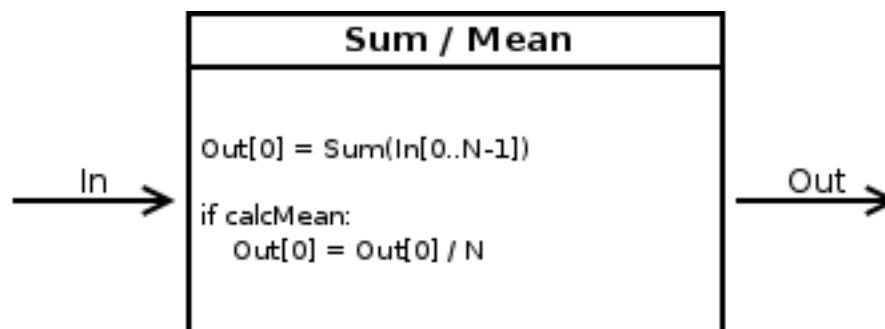 Sum / Mean
Out[0] = Sum(In[0..N-1])
In
Out
if calcMean:
Out[0] = Out[0] / N